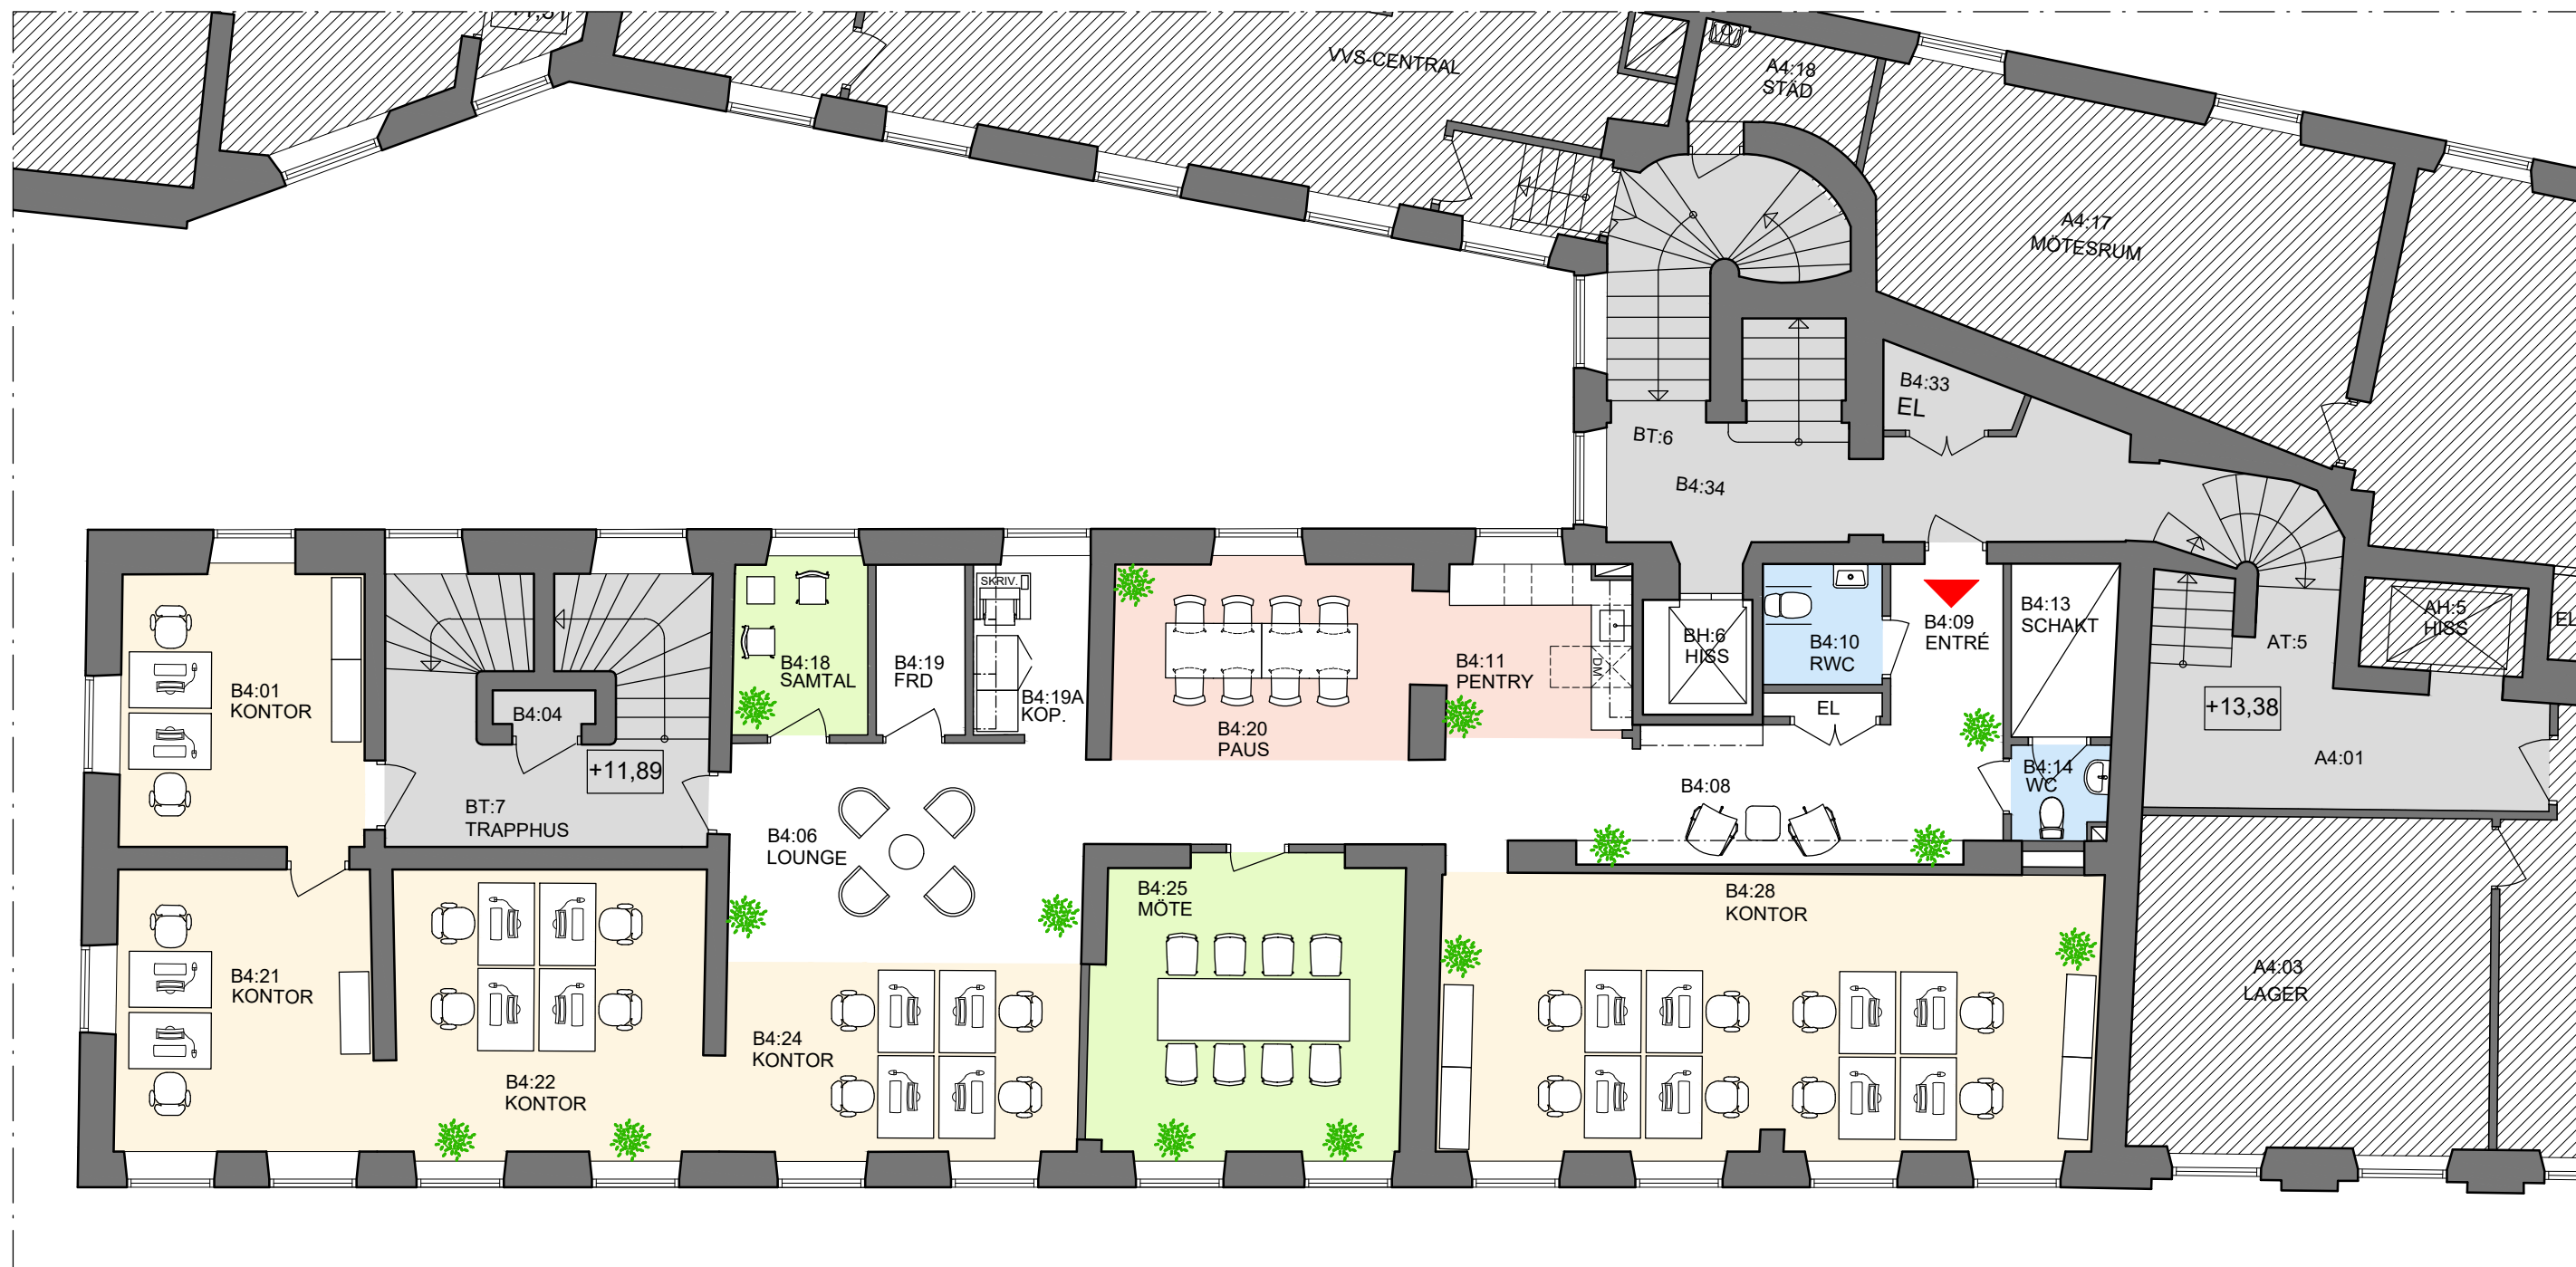 VVS-CENTRAL
A4:18
STÄD
A4:17
MÖTESRUM
B4:33
EL
BT:6
B4:34
B4:01
KONTOR
B4:04
+11,89
BT:7
TRAPPHUS
B4:18
SAMTAL
B4:19
FRD
SKRIV.
B4:19A
KOP.
B4:20
PAUS
B4:11
PENTRY
DM
BH:6
HISS
B4:10
RWC
EL
B4:09
ENTRÉ
B4:13
SCHAKT
B4:14
WC
B4:08
B4:06
LOUNGE
AT:5
+13,38
A4:01
AH:5
HISS
EL
B4:21
KONTOR
B4:22
KONTOR
B4:24
KONTOR
B4:25
MÖTE
B4:28
KONTOR
A4:03
LAGER